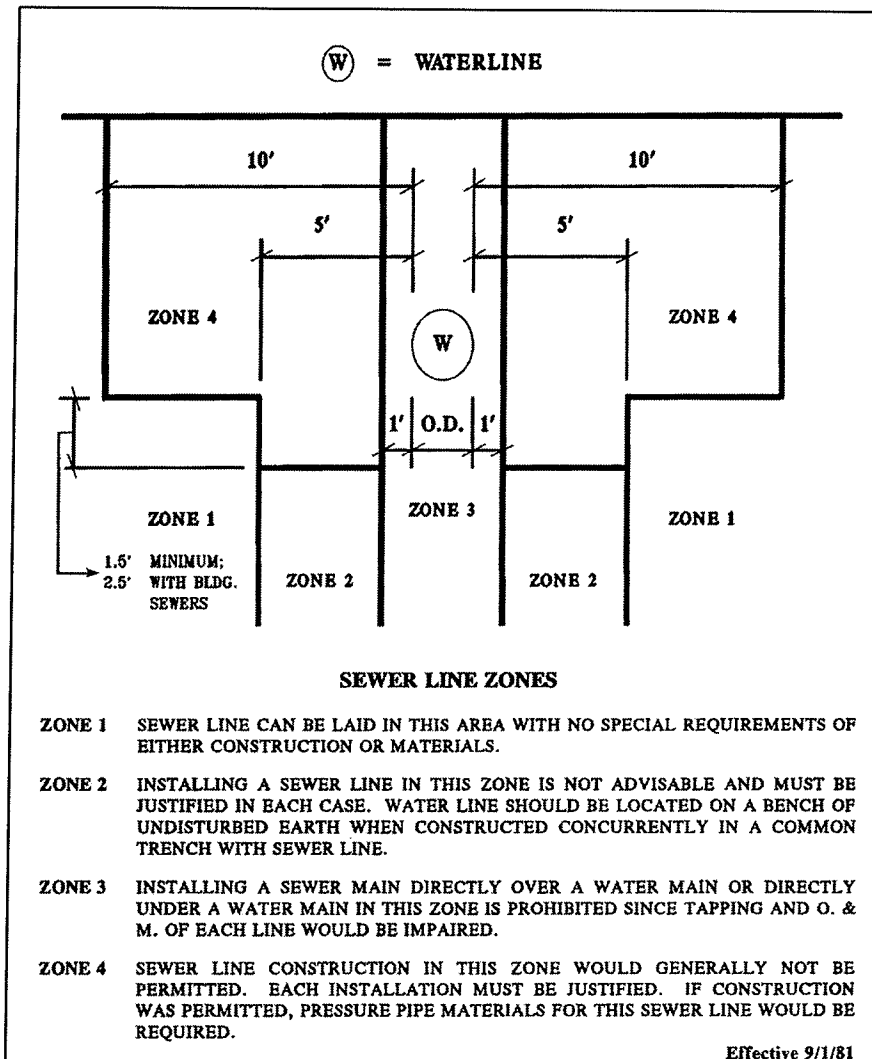 W = WATERLINE
10' 10'
5' 5'
ZONE 4 W ZONE 4
1' O.D. 1'
ZONE 1 ZONE 3 ZONE 1
1.5' MINIMUM;
2.5' WITH BLDG.
SEWERS
ZONE 2 ZONE 2
SEWER LINE ZONES
ZONE 1 SEWER LINE CAN BE LAID IN THIS AREA WITH NO SPECIAL REQUIREMENTS OF
EITHER CONSTRUCTION OR MATERIALS.
ZONE 2 INSTALLING A SEWER LINE IN THIS ZONE IS NOT ADVISABLE AND MUST BE
JUSTIFIED IN EACH CASE. WATER LINE SHOULD BE LOCATED ON A BENCH OF
UNDISTURBED EARTH WHEN CONSTRUCTED CONCURRENTLY IN A COMMON
TRENCH WITH SEWER LINE.
ZONE 3 INSTALLING A SEWER MAIN DIRECTLY OVER A WATER MAIN OR DIRECTLY
UNDER A WATER MAIN IN THIS ZONE IS PROHIBITED SINCE TAPPING AND O. &
M. OF EACH LINE WOULD BE IMPAIRED.
ZONE 4 SEWER LINE CONSTRUCTION IN THIS ZONE WOULD GENERALLY NOT BE
PERMITTED. EACH INSTALLATION MUST BE JUSTIFIED. IF CONSTRUCTION
WAS PERMITTED, PRESSURE PIPE MATERIALS FOR THIS SEWER LINE WOULD BE
REQUIRED.
Effective 9/1/81